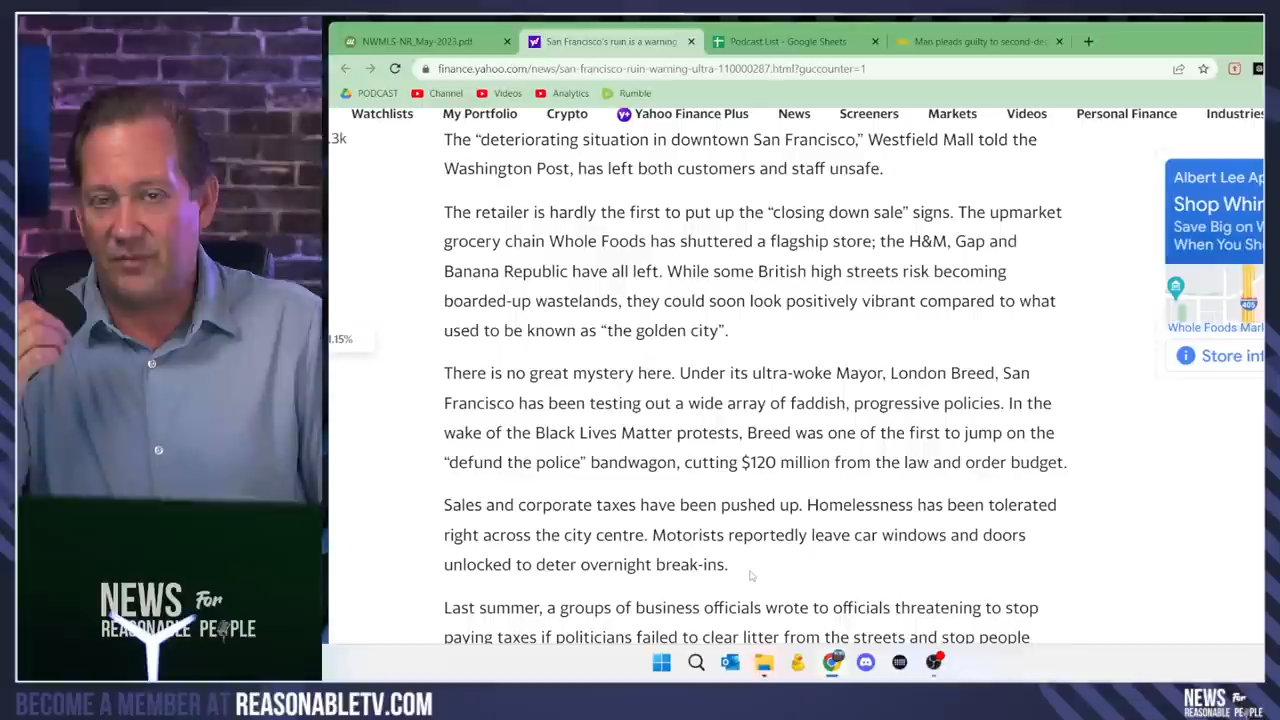 NWMLS-NR_May-2023.pdf
San Francisco's ruin is a warning
Podcast List - Google Sheets
Man pleads guilty to second-de
finance.yahoo.com/news/san-francisco-ruin-warning-ultra-110000287.html?guccounter=1
PODCAST Channel Videos Analytics Rumble
Watchlists My Portfolio Crypto Yahoo Finance Plus News Screeners Markets Videos Personal Finance Industries
.3k
The “deteriorating situation in downtown San Francisco,” Westfield Mall told the
Washington Post, has left both customers and staff unsafe.
The retailer is hardly the first to put up the “closing down sale” signs. The upmarket
grocery chain Whole Foods has shuttered a flagship store; the H&M, Gap and
Banana Republic have all left. While some British high streets risk becoming
boarded-up wastelands, they could soon look positively vibrant compared to what
used to be known as “the golden city”.
.15%
There is no great mystery here. Under its ultra-woke Mayor, London Breed, San
Francisco has been testing out a wide array of faddish, progressive policies. In the
wake of the Black Lives Matter protests, Breed was one of the first to jump on the
“defund the police” bandwagon, cutting $120 million from the law and order budget.
Sales and corporate taxes have been pushed up. Homelessness has been tolerated
right across the city centre. Motorists reportedly leave car windows and doors
unlocked to deter overnight break-ins.
Last summer, a groups of business officials wrote to officials threatening to stop
paying taxes if politicians failed to clear litter from the streets and stop people
Albert Lee Ap
Shop Whir
Save Big on W
When You Sho
405
Whole Foods Mar
Store inf
NEWS For
REASONABLE PEOPLE
BECOME A MEMBER AT REASONABLETV.COM
NEWS For
REASONABLE PEOPLE